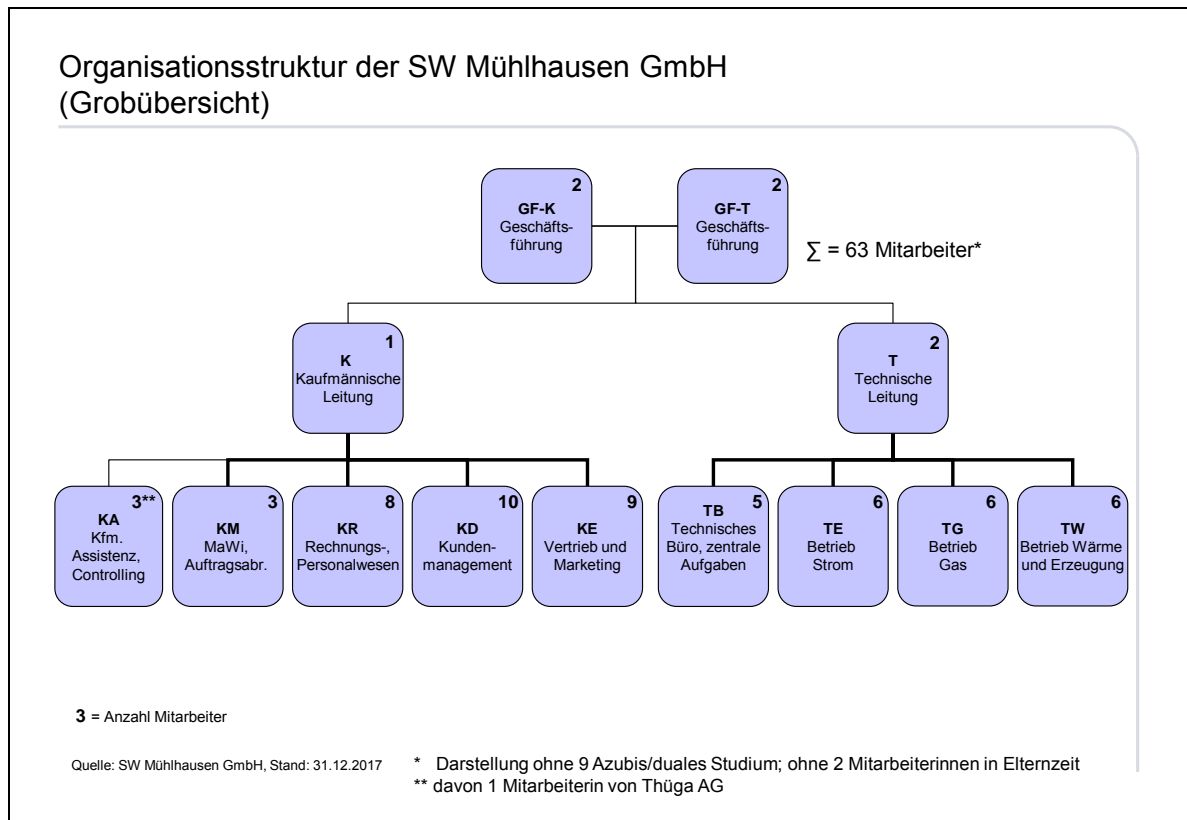 Organisationsstruktur der SW Mühlhausen GmbH
(Grobübersicht)
2
GF-K
Geschäfts-
führung
2
GF-T
Geschäfts-
führung
∑ = 63 Mitarbeiter*
1
K
Kaufmännische
Leitung
2
T
Technische
Leitung
3**
KA
Kfm.
Assistenz,
Controlling
3
KM
MaWi,
Auftragsabr.
8
KR
Rechnungs-,
Personalwesen
10
KD
Kunden-
management
9
KE
Vertrieb und
Marketing
5
TB
Technisches
Büro, zentrale
Aufgaben
6
TE
Betrieb
Strom
6
TG
Betrieb
Gas
6
TW
Betrieb Wärme
und Erzeugung
3 = Anzahl Mitarbeiter
Quelle: SW Mühlhausen GmbH, Stand: 31.12.2017
* Darstellung ohne 9 Azubis/duales Studium; ohne 2 Mitarbeiterinnen in Elternzeit
** davon 1 Mitarbeiterin von Thüga AG